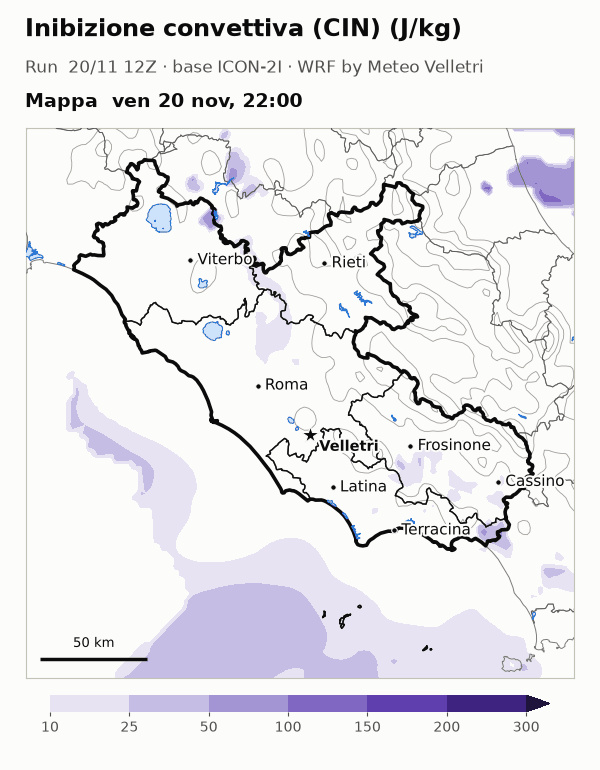 Inibizione convettiva (CIN) (J/kg)
Run 20/11 12Z · base ICON-2I · WRF by Meteo Velletri
Mappa ven 20 nov, 22:00
Viterbo
Rieti
Roma
Velletri
Frosinone
Latina
Cassino
Terracina
50 km
10 25 50 100 150 200 300